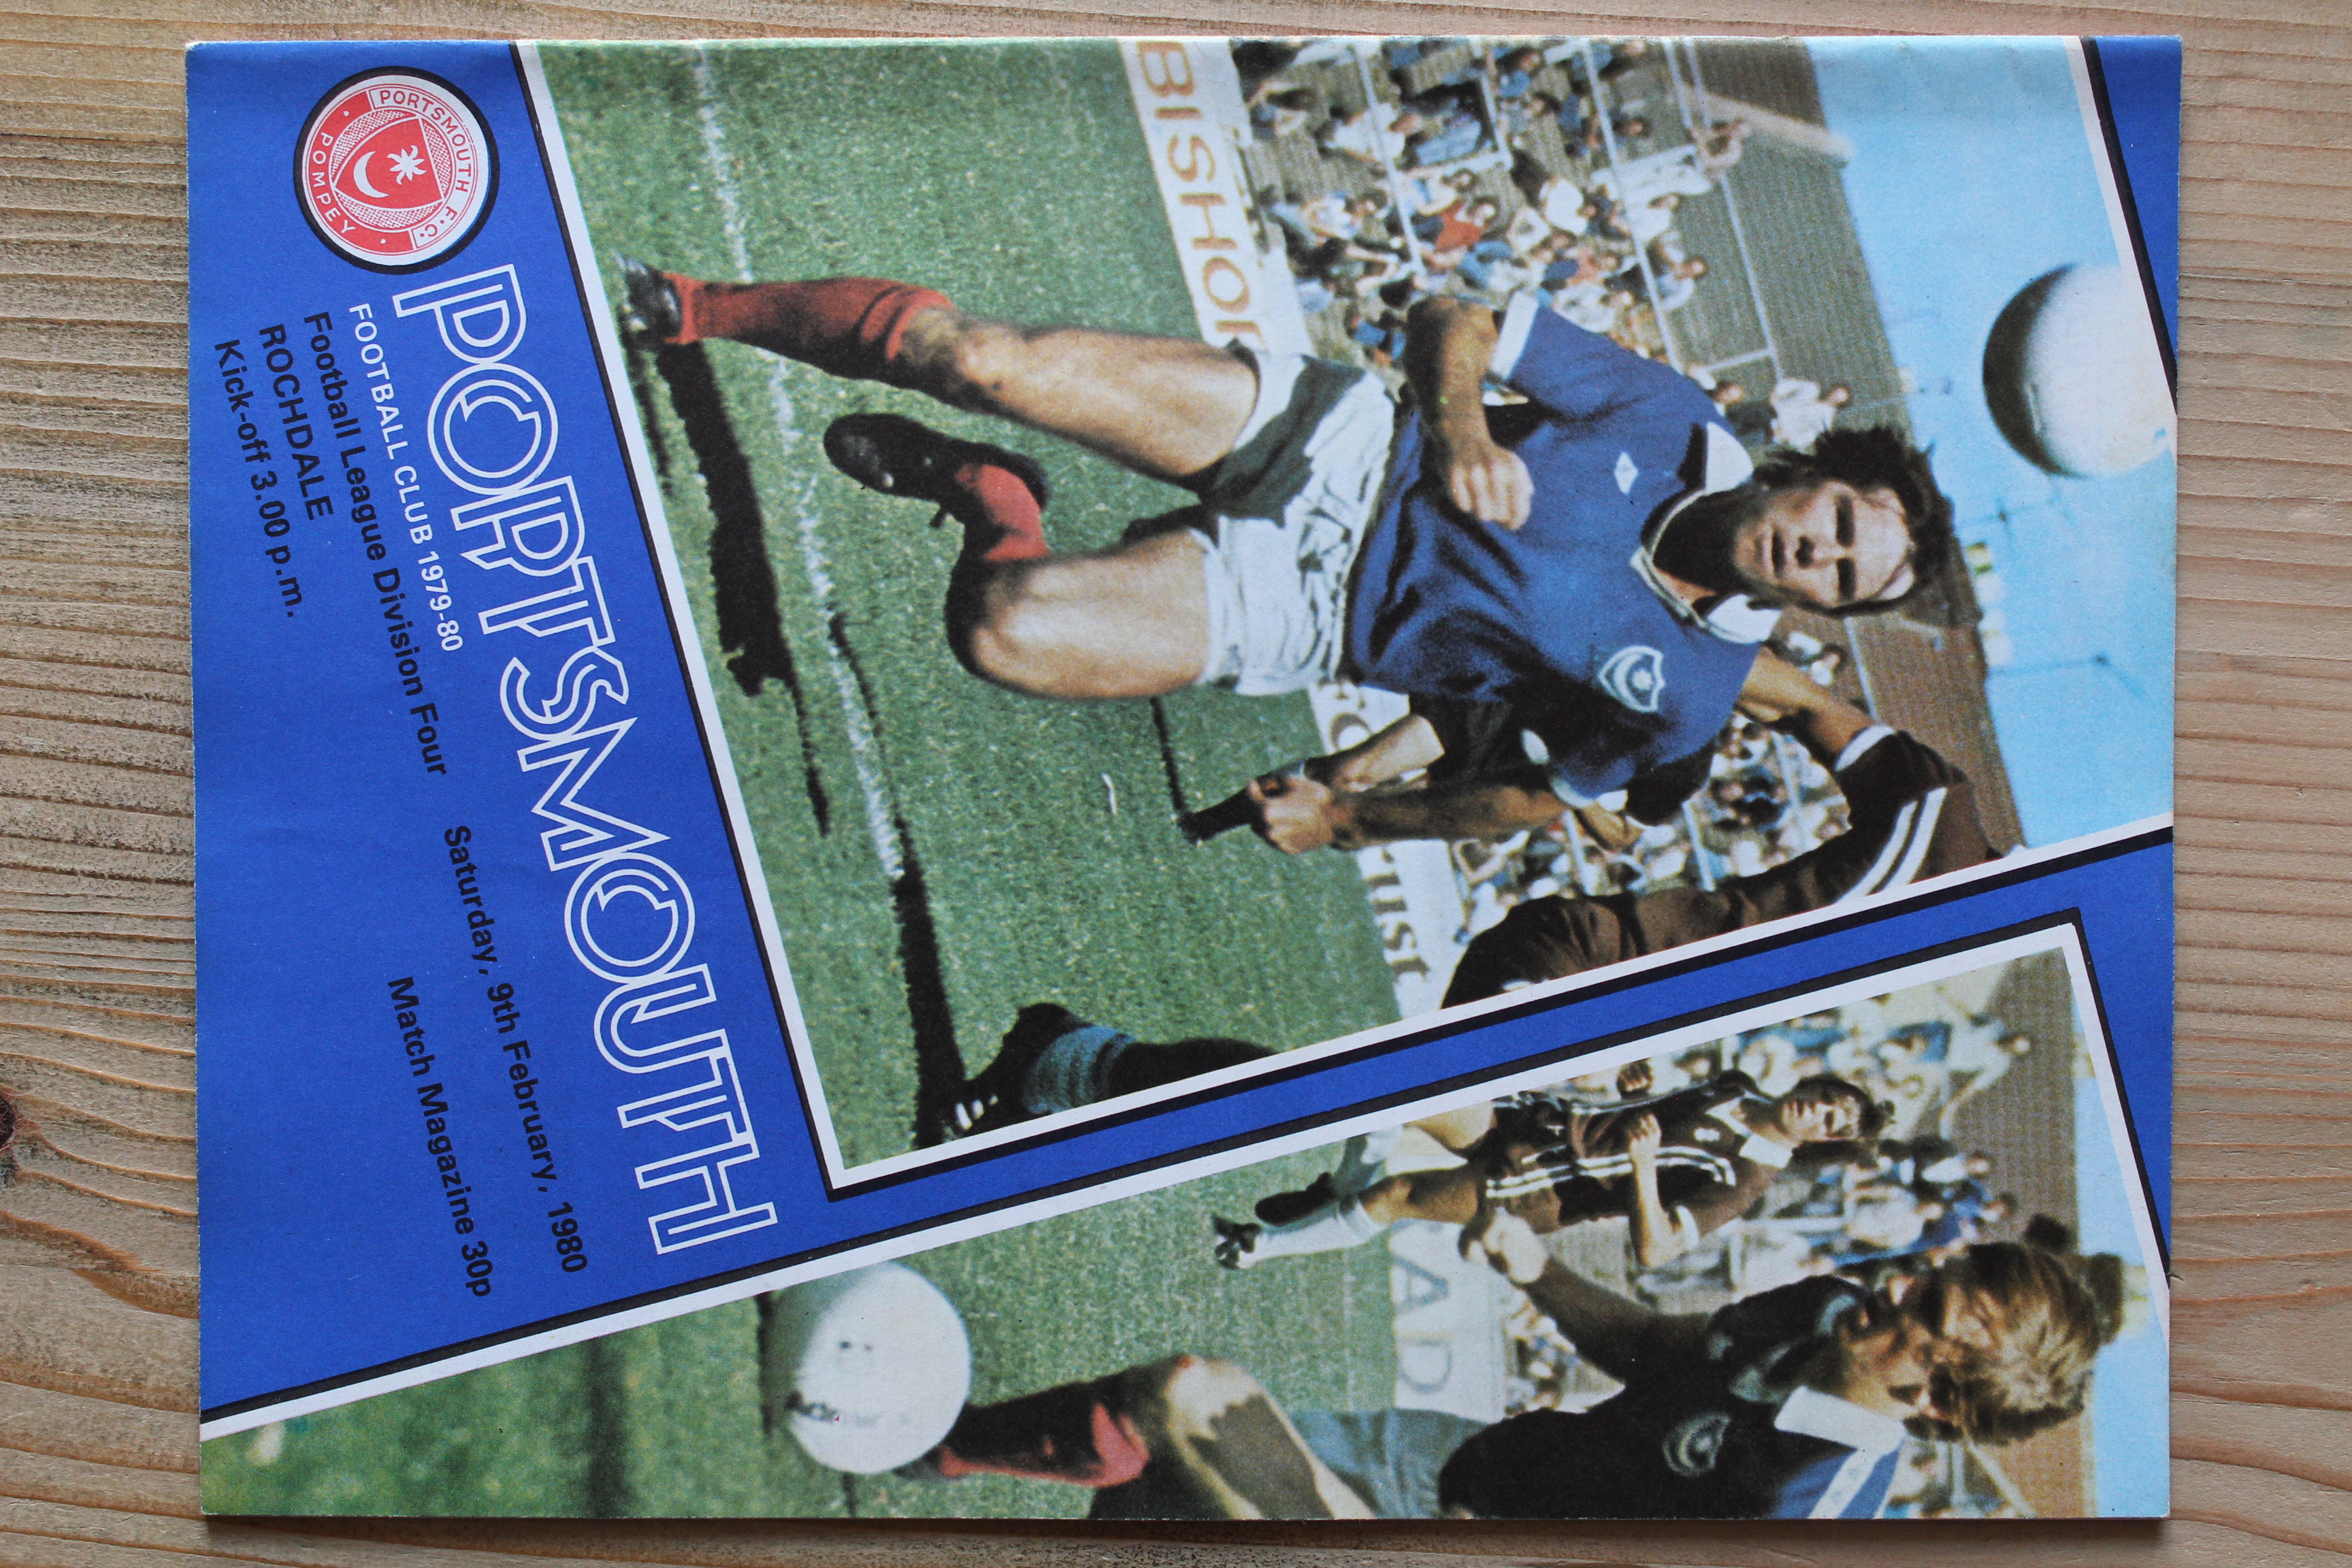 PORTSMOUTH F.C.
POMPEY
PORTSMOUTH
FOOTBALL CLUB 1979-80
Football League Division Four
Saturday, 9th February, 1980
ROCHDALE
Kick-off 3.00 p.m.
Match Magazine 30p
BISHOP
AD